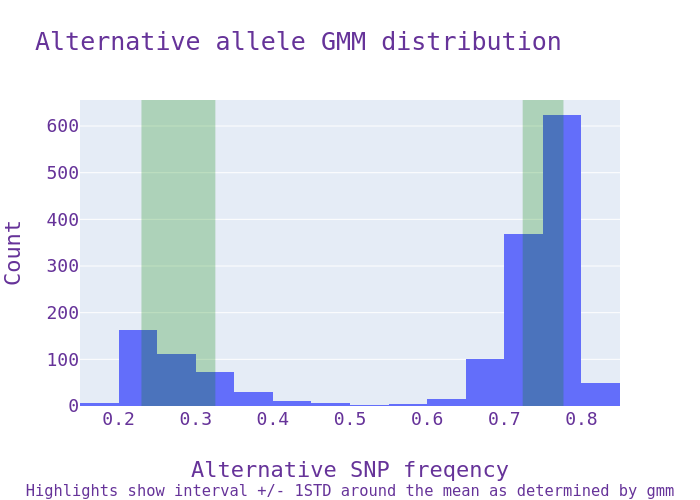 Alternative allele GMM distribution
600
500
400
300
200
100
0
Count
0.2 0.3 0.4 0.5 0.6 0.7 0.8
Alternative SNP freqency
Highlights show interval +/- 1STD around the mean as determined by gmm